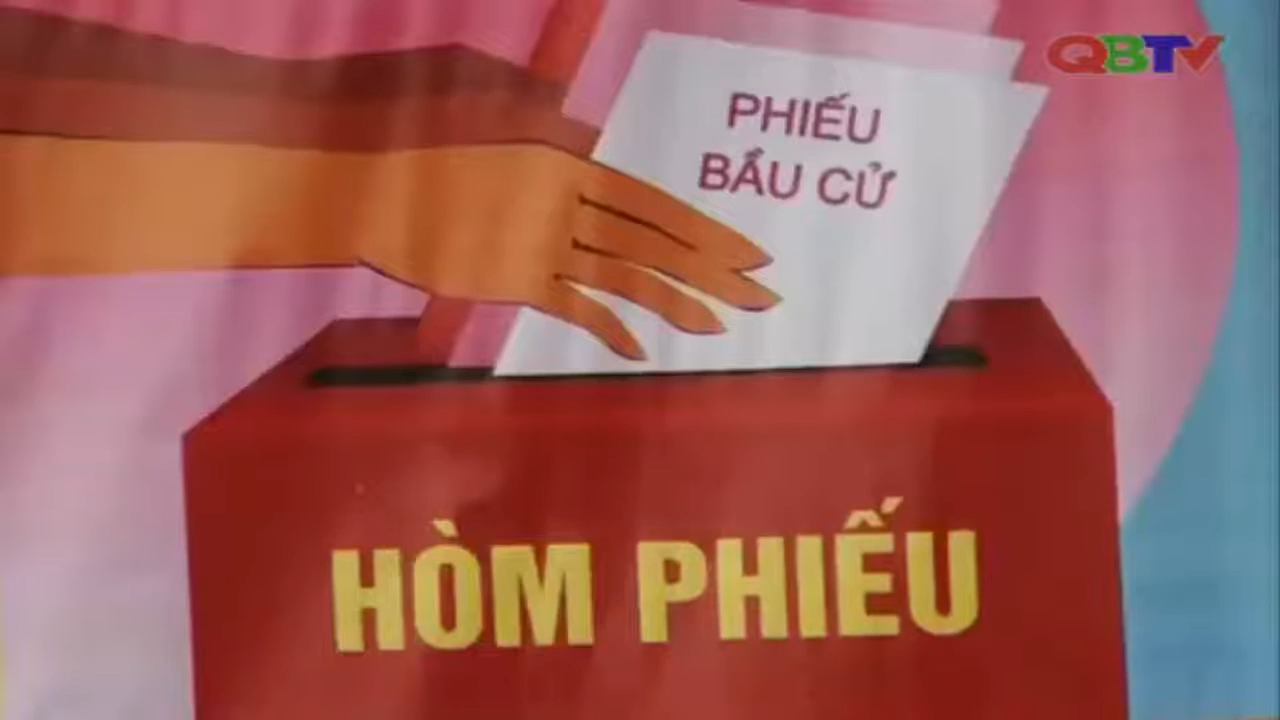 QBTV
PHIẾU
BẦU CỬ
HÒM PHIẾU